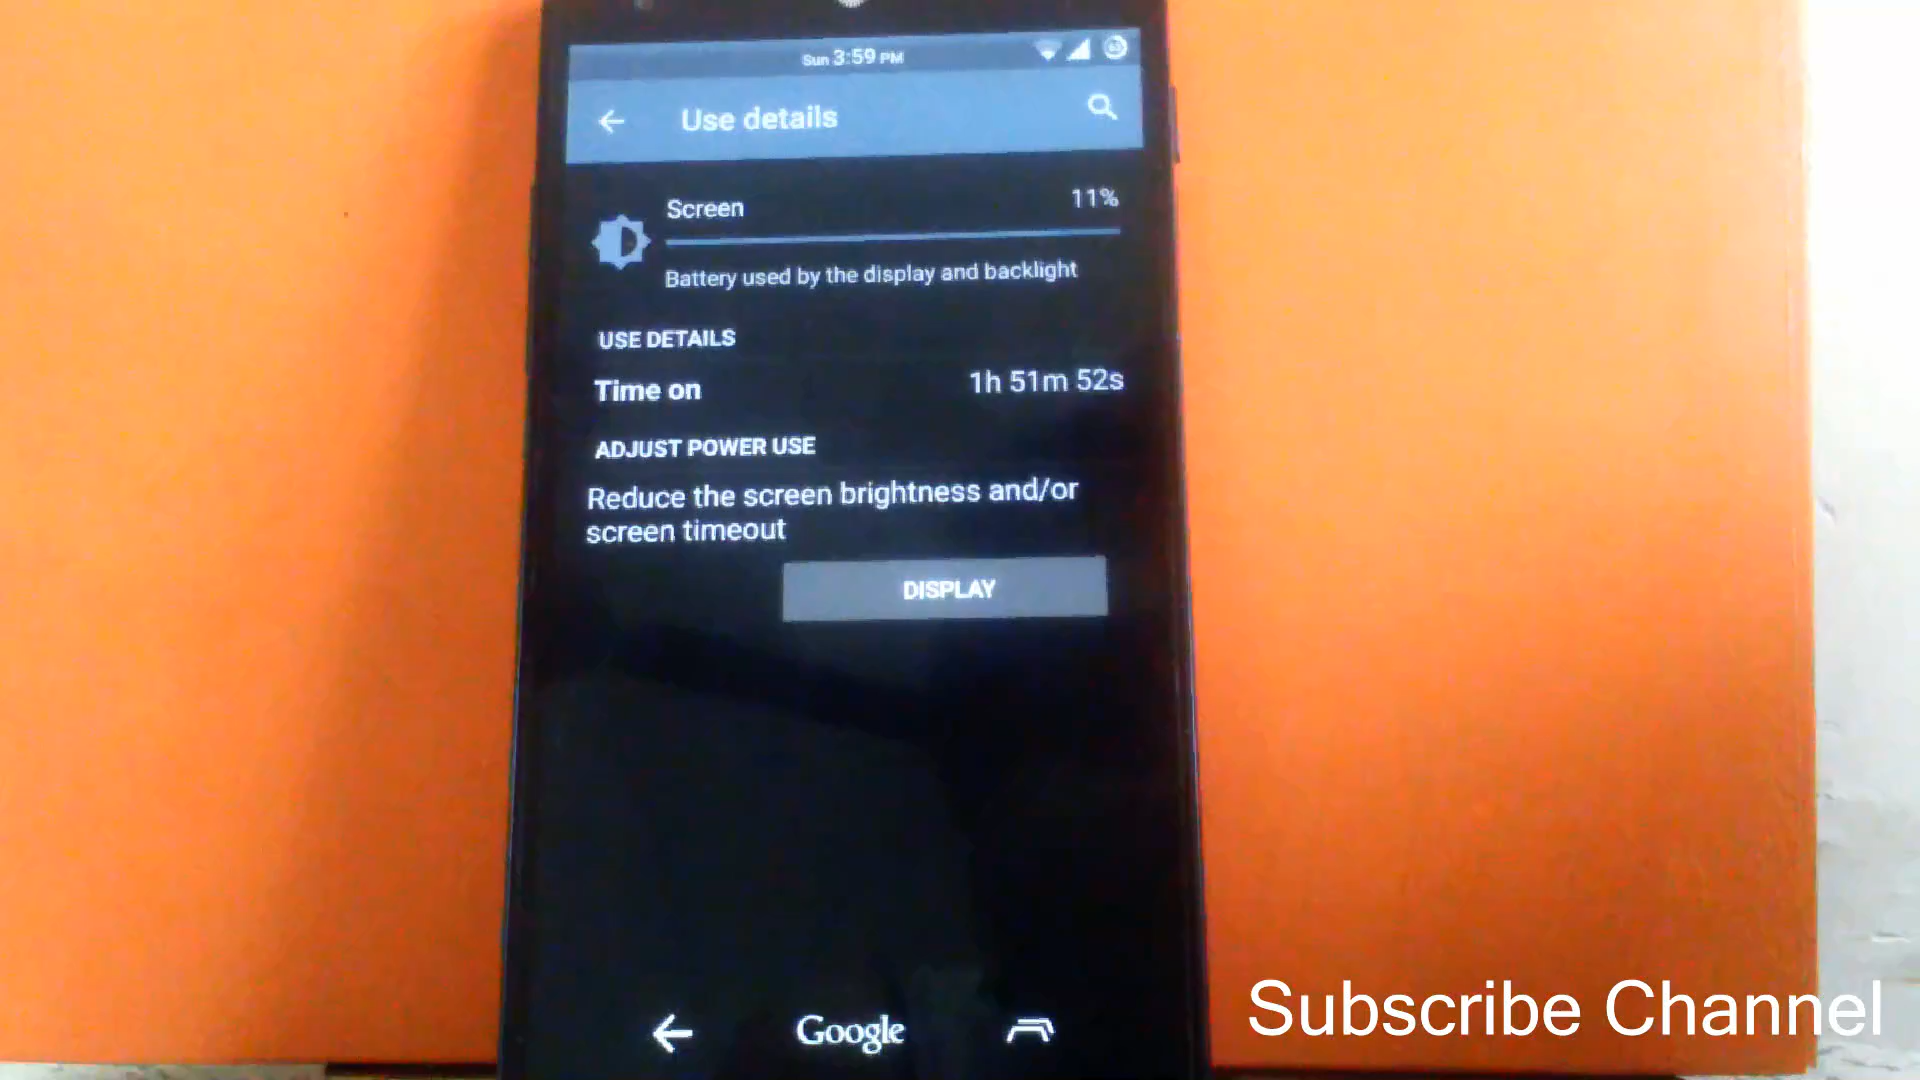 Sun 3:59 PM
Use details
Screen 11%
Battery used by the display and backlight
USE DETAILS
Time on 1h 51m 52s
ADJUST POWER USE
Reduce the screen brightness and/or
screen timeout
DISPLAY
Google
Subscribe Channel